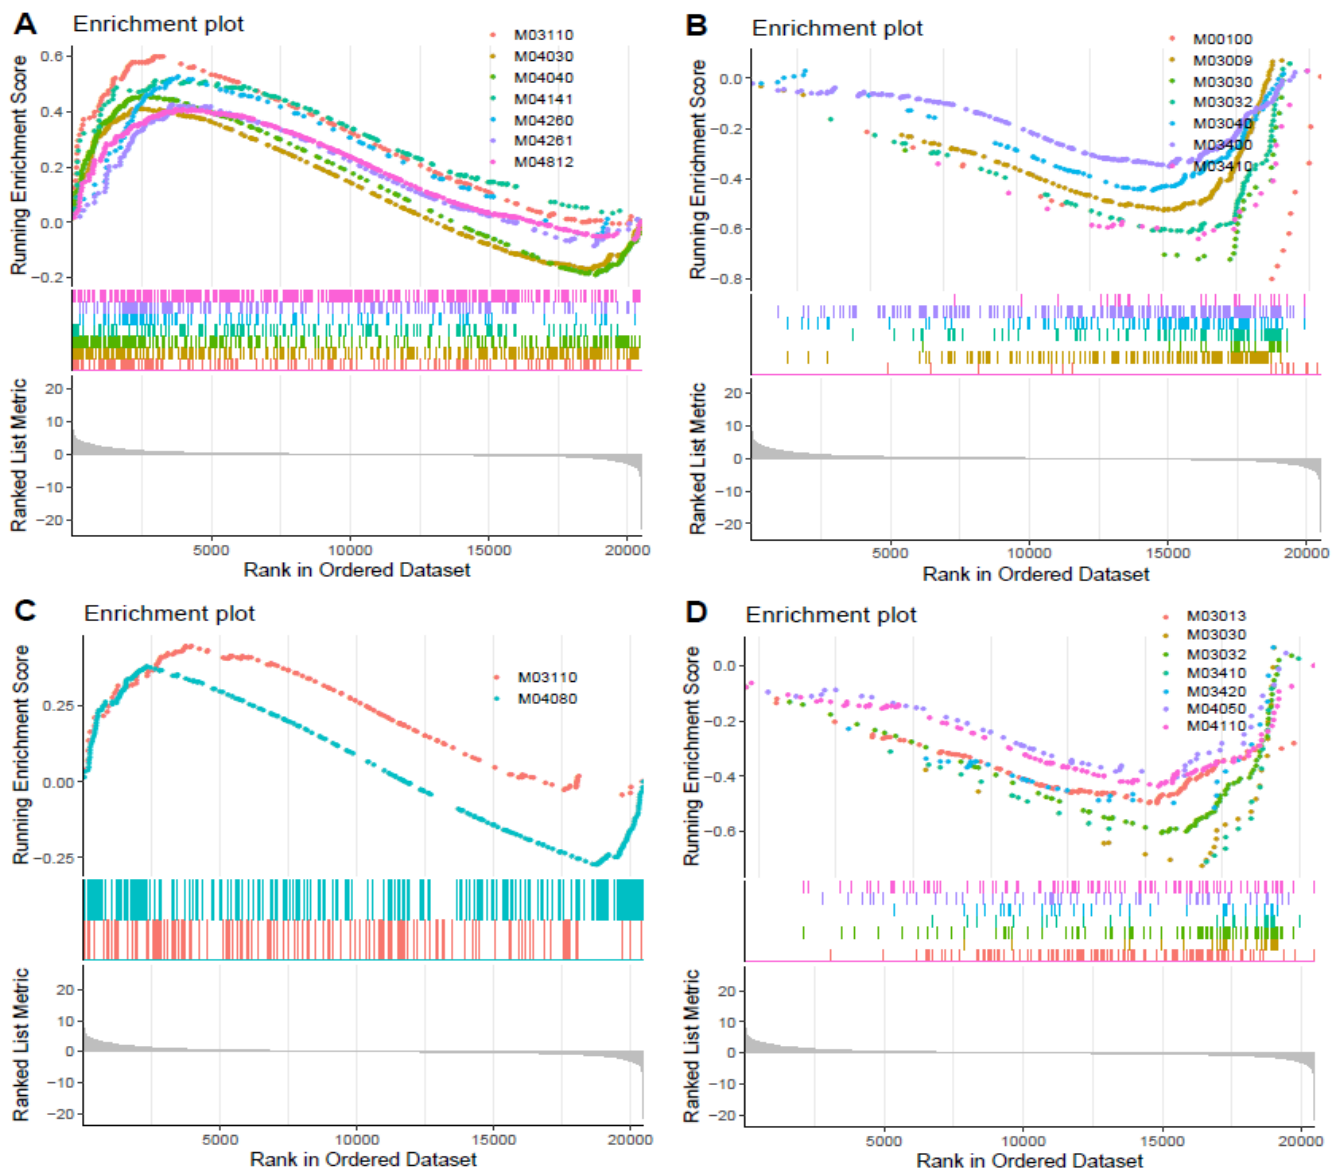 A
Enrichment plot
M03110
M04030
M04040
M04141
M04260
M04261
M04812
Running Enrichment Score
0.6
0.4
0.2
0.0
−0.2
Ranked List Metric
20
10
0
−10
−20
5000 10000 15000 20000
Rank in Ordered Dataset
B
Enrichment plot
M00100
M03009
M03030
M03032
M03040
M03400
M03410
Running Enrichment Score
0.0
−0.2
−0.4
−0.6
−0.8
Ranked List Metric
20
10
0
−10
−20
5000 10000 15000 20000
Rank in Ordered Dataset
C
Enrichment plot
M03110
M04080
Running Enrichment Score
0.25
0.00
−0.25
Ranked List Metric
20
10
0
−10
−20
5000 10000 15000 20000
Rank in Ordered Dataset
D
Enrichment plot
M03013
M03030
M03032
M03410
M03420
M04050
M04110
Running Enrichment Score
0.0
−0.2
−0.4
−0.6
Ranked List Metric
20
10
0
−10
−20
5000 10000 15000 20000
Rank in Ordered Dataset